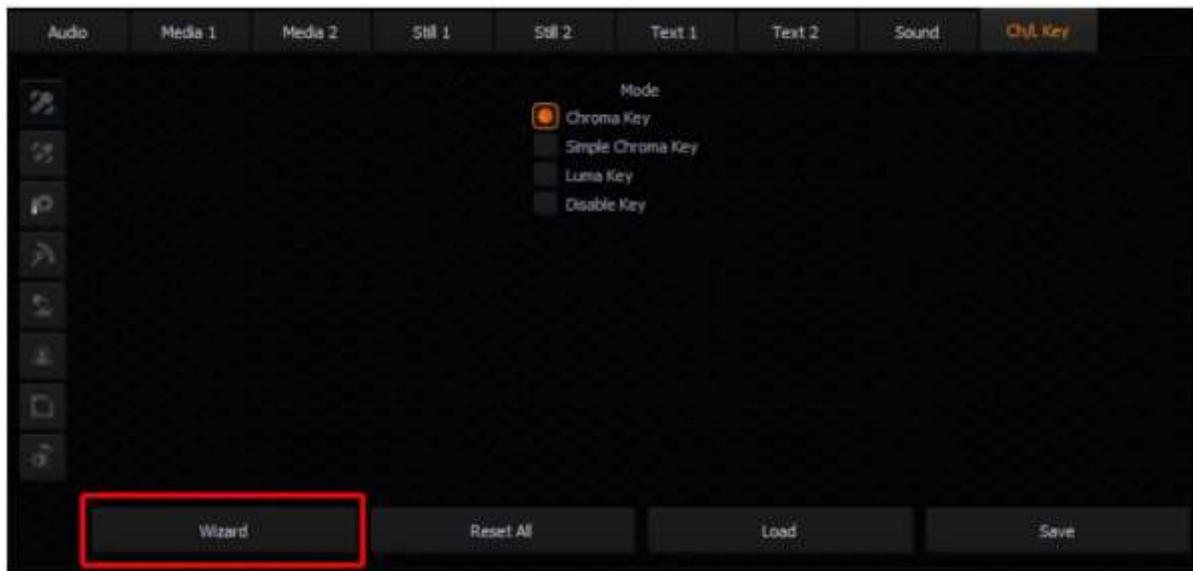 Audio Media 1 Media 2 Still 1 Still 2 Text 1 Text 2 Sound Ch/L Key
Mode
Chroma Key
Simple Chroma Key
Luma Key
Disable Key
Wizard Reset All Load Save